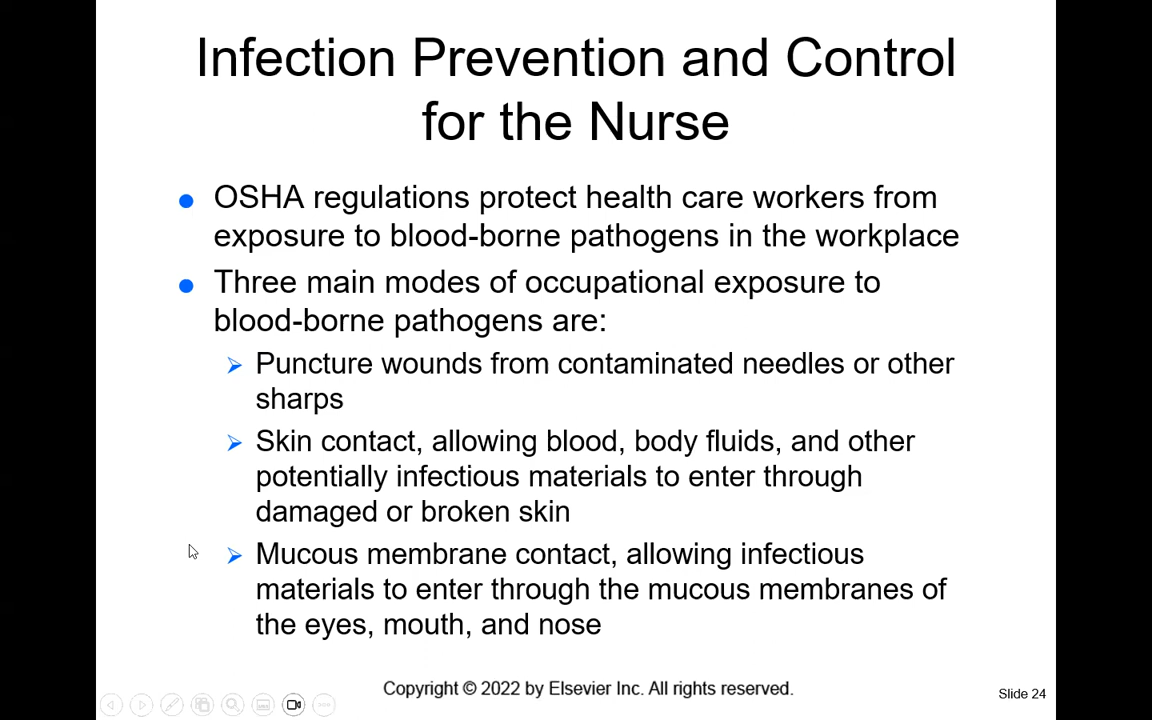 Infection Prevention and Control
for the Nurse
OSHA regulations protect health care workers from
exposure to blood-borne pathogens in the workplace
Three main modes of occupational exposure to
blood-borne pathogens are:
Puncture wounds from contaminated needles or other
sharps
Skin contact, allowing blood, body fluids, and other
potentially infectious materials to enter through
damaged or broken skin
Mucous membrane contact, allowing infectious
materials to enter through the mucous membranes of
the eyes, mouth, and nose
Copyright © 2022 by Elsevier Inc. All rights reserved.
Slide 24